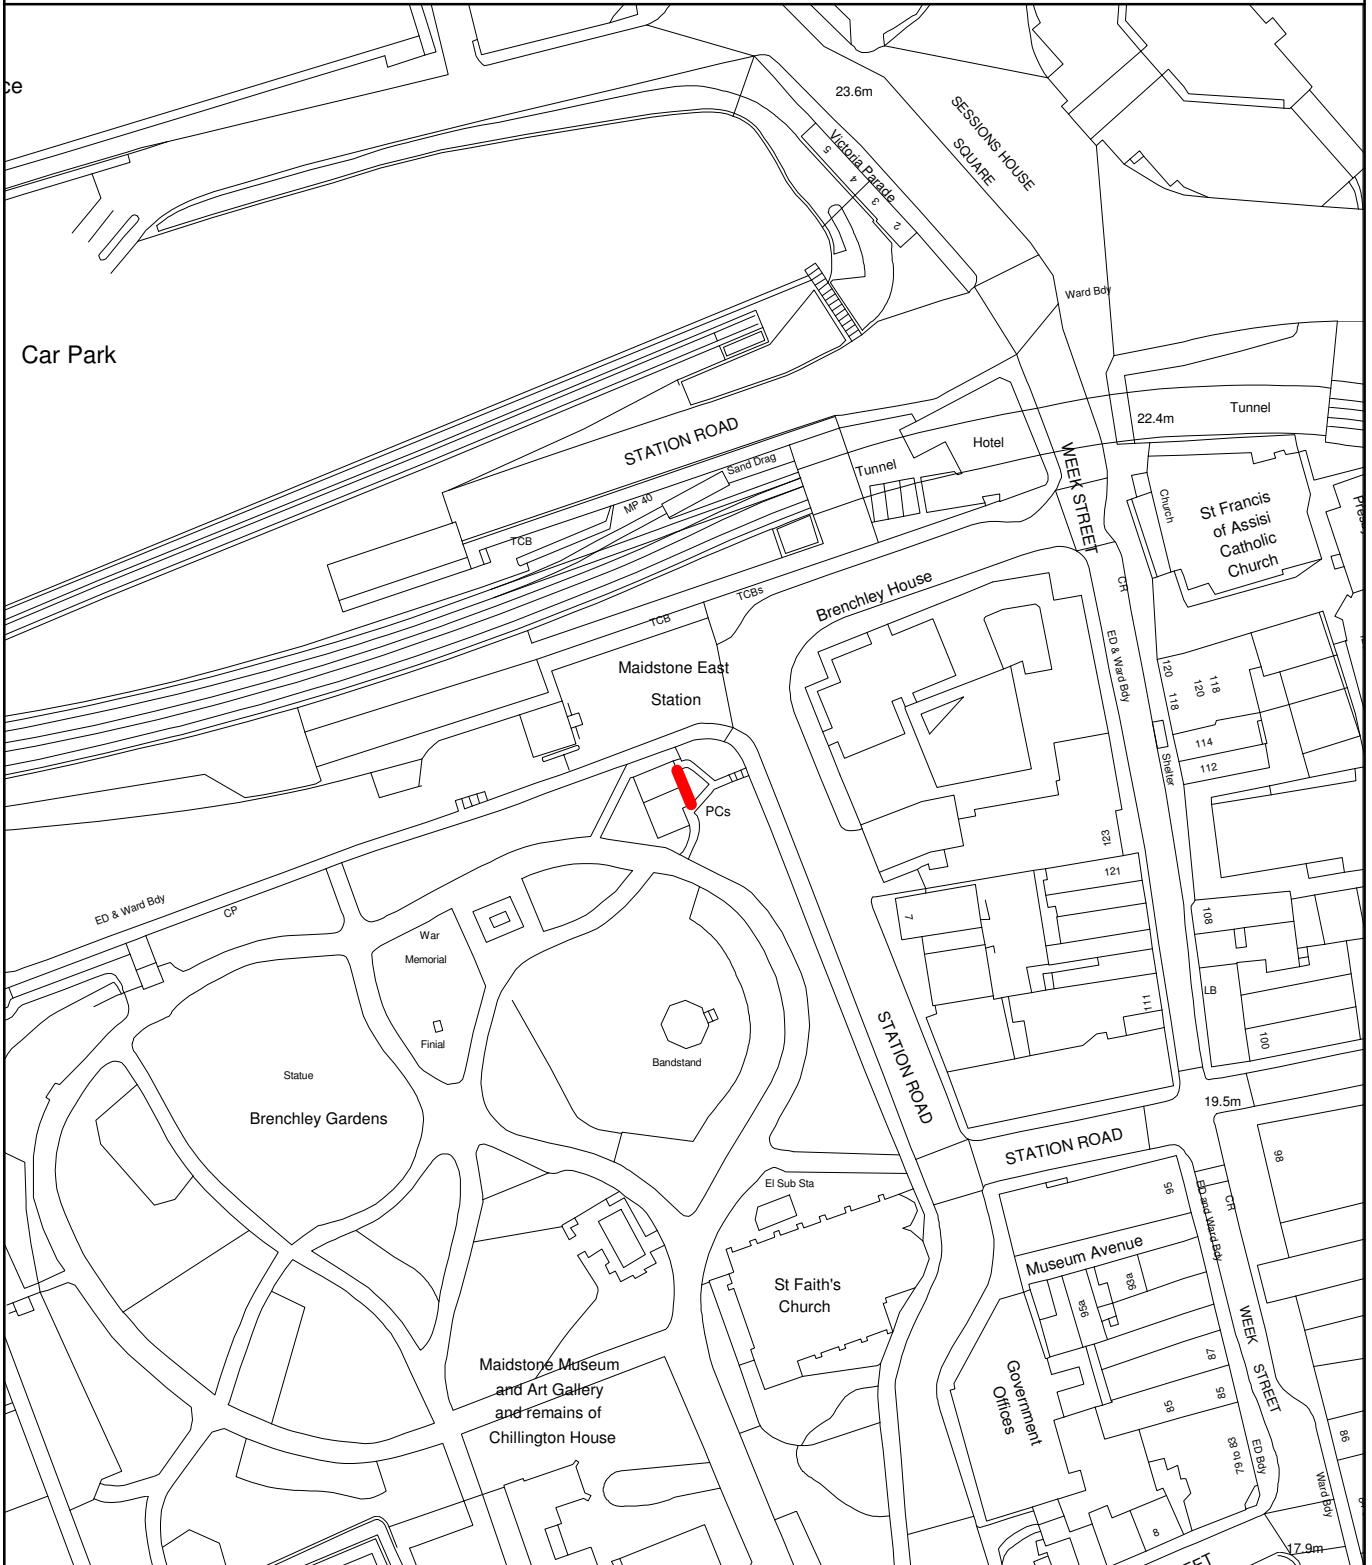 23.6m
SESSIONS HOUSE
SQUARE
Victoria Parade
5
4
3
2
Ward Bdy
Car Park
STATION ROAD
Tunnel
22.4m
Hotel
WEEK STREET
Sand Drag
Tunnel
MP 40
TCB
Church
St Francis
of Assisi
Catholic
Church
TCBs
TCB
Brenchley House
CR
ED & Ward Bdy
Maidstone East
Station
120
118
120
118
114
112
Shelter
PCs
123
121
ED & Ward Bdy
CP
War
Memorial
7
108
LB
111
100
Finial
Bandstand
Statue
Brenchley Gardens
STATION ROAD
19.5m
STATION ROAD
98
El Sub Sta
95
ED and Ward Bdy
CR
Museum Avenue
93a
95a
St Faith's
Church
WEEK
STREET
87
85
85
Maidstone Museum
and Art Gallery
and remains of
Chillington House
Government
Offices
79 to 83
ED Bdy
86
Ward Bdy
8
17.9m